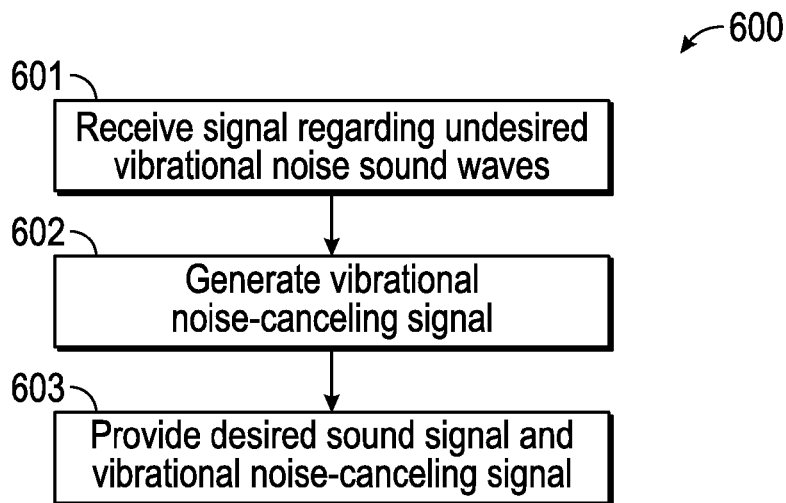 600
601
Receive signal regarding undesired
vibrational noise sound waves
602
Generate vibrational
noise-canceling signal
603
Provide desired sound signal and
vibrational noise-canceling signal